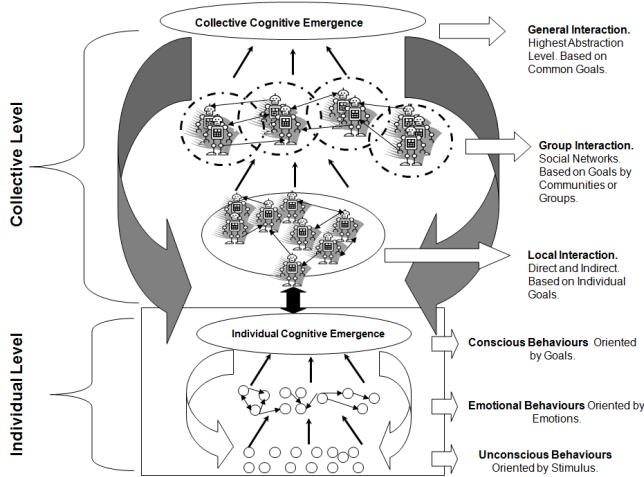 Collective Cognitive Emergence
General Interaction.
Highest Abstraction
Level. Based on
Common Goals.
Collective Level
Group Interaction.
Social Networks.
Based on Goals by
Communities or
Groups.
Local Interaction.
Direct and Indirect.
Based on Individual
Goals.
Individual Level
Individual Cognitive Emergence
Conscious Behaviours Oriented
by Goals.
Emotional Behaviours Oriented by
Emotions.
Unconscious Behaviours
Oriented by Stimulus.